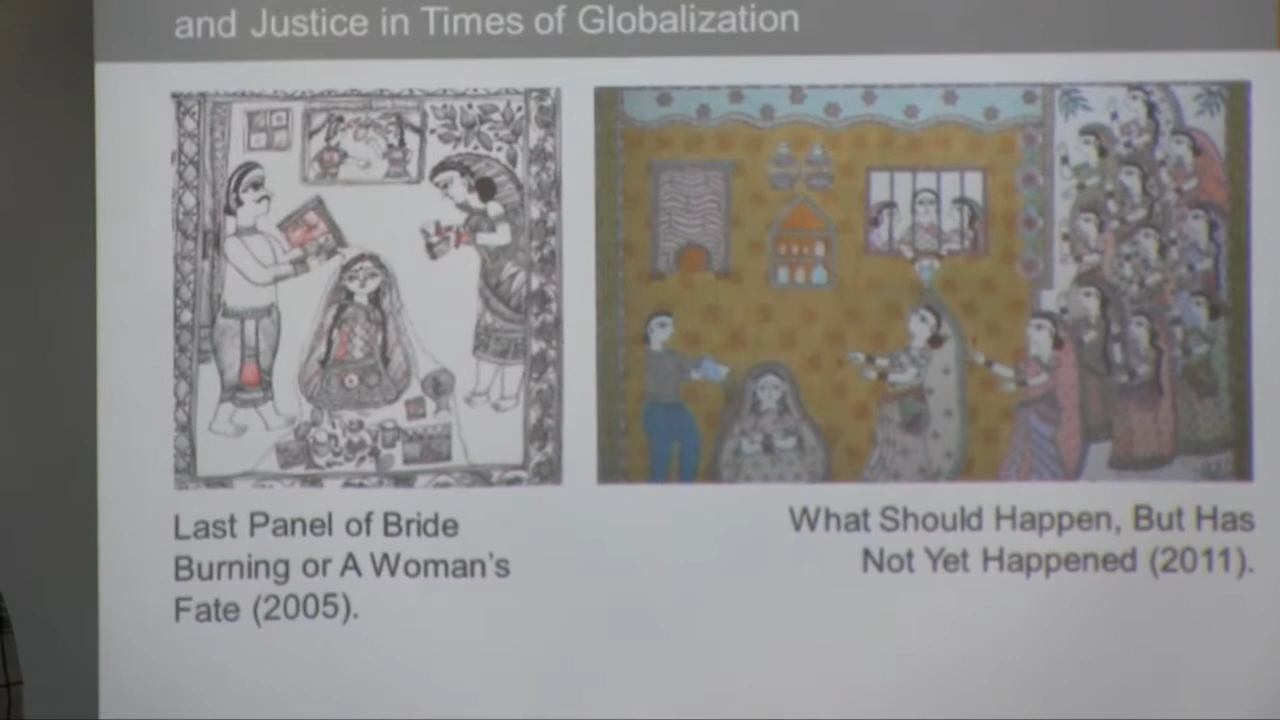 and Justice in Times of Globalization
Last Panel of Bride
Burning or A Woman's
Fate (2005).
What Should Happen, But Has
Not Yet Happened (2011).